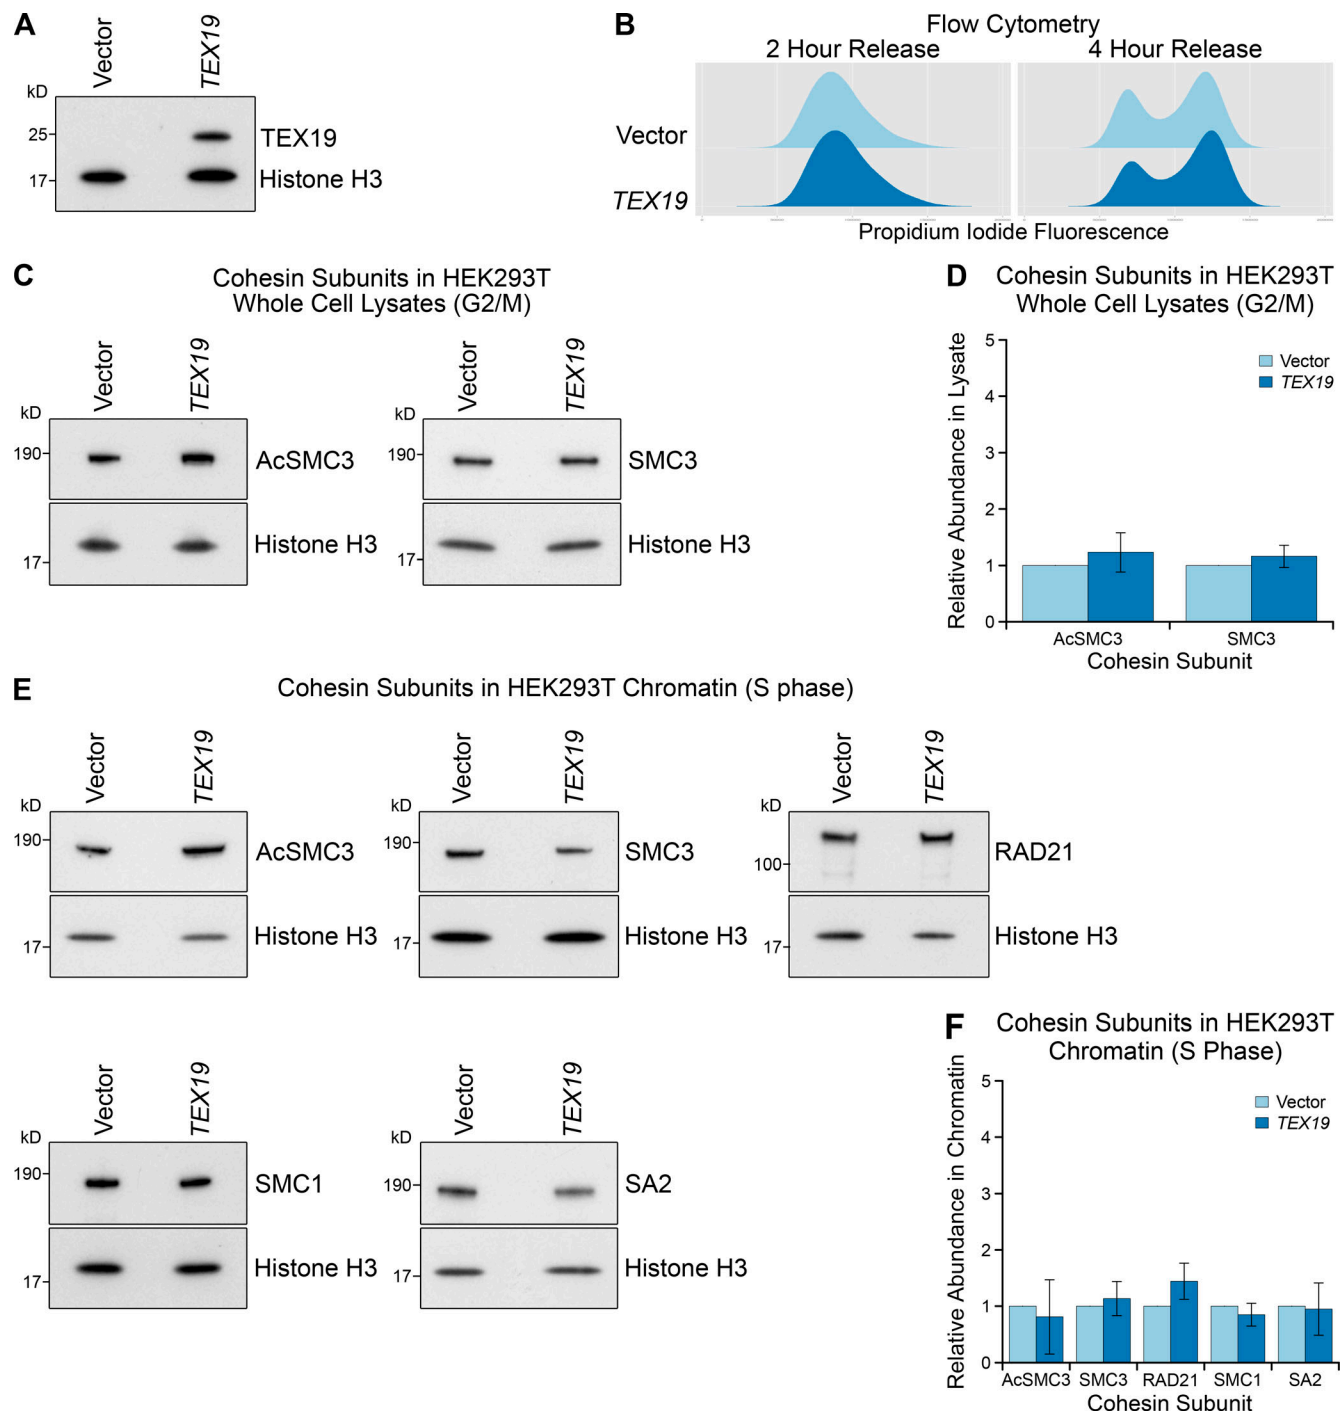 A
Vector
TEX19
kD
25
TEX19
17
Histone H3
B
Flow Cytometry
2 Hour Release
4 Hour Release
Vector
TEX19
Propidium Iodide Fluorescence
C
Cohesin Subunits in HEK293T
Whole Cell Lysates (G2/M)
Vector
TEX19
kD
190
AcSMC3
17
Histone H3
Vector
TEX19
kD
190
SMC3
17
Histone H3
D
Cohesin Subunits in HEK293T
Whole Cell Lysates (G2/M)
Relative Abundance in Lysate
5
4
3
2
1
0
Vector
TEX19
AcSMC3
SMC3
Cohesin Subunit
E
Cohesin Subunits in HEK293T Chromatin (S phase)
Vector
TEX19
kD
190
AcSMC3
17
Histone H3
Vector
TEX19
kD
190
SMC3
17
Histone H3
Vector
TEX19
kD
100
RAD21
17
Histone H3
Vector
TEX19
kD
190
SMC1
17
Histone H3
Vector
TEX19
kD
190
SA2
17
Histone H3
F
Cohesin Subunits in HEK293T
Chromatin (S Phase)
Relative Abundance in Chromatin
5
4
3
2
1
0
Vector
TEX19
AcSMC3
SMC3
RAD21
SMC1
SA2
Cohesin Subunit